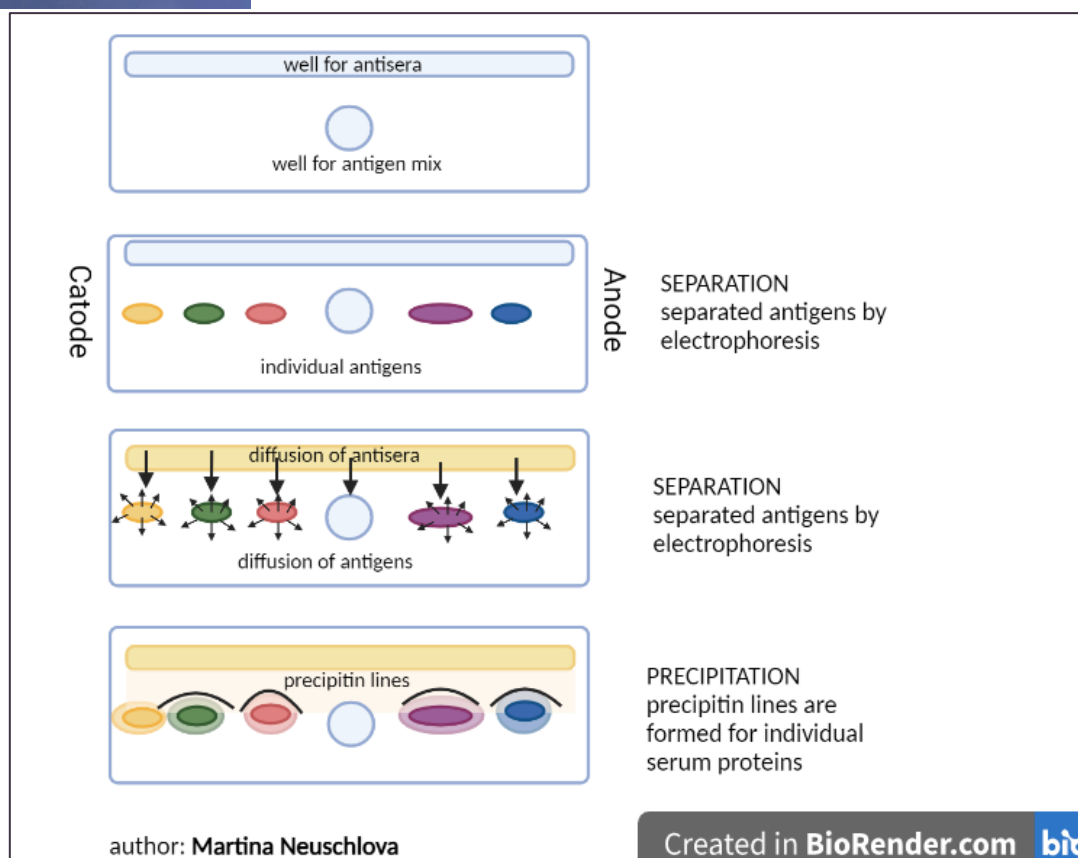 well for antisera
well for antigen mix
Catode
Anode
individual antigens
SEPARATION
separated antigens by
electrophoresis
diffusion of antisera
diffusion of antigens
SEPARATION
separated antigens by
electrophoresis
precipitin lines
PRECIPITATION
precipitin lines are
formed for individual
serum proteins
author: Martina Neuschlova
Created in BioRender.com